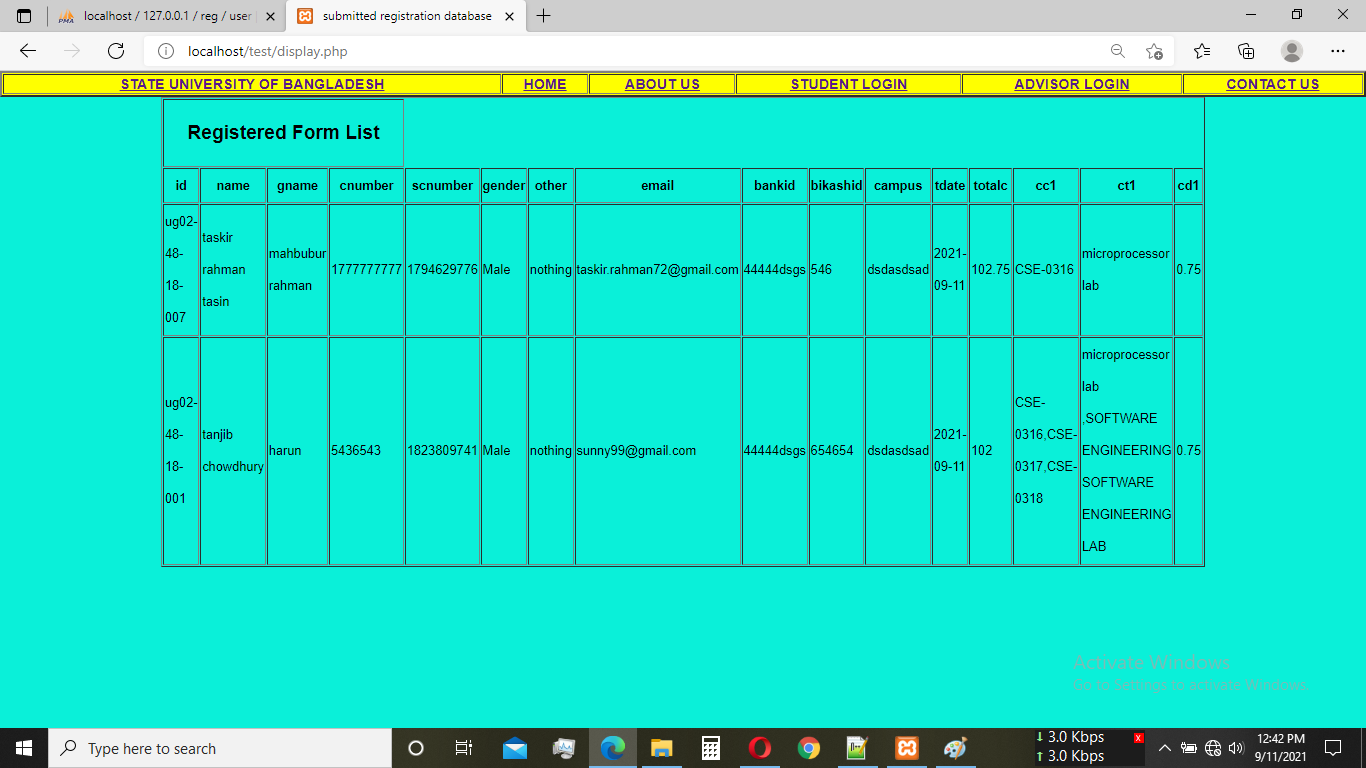 localhost / 127.0.0.1 / reg / user
submitted registration database
localhost/test/display.php
STATE UNIVERSITY OF BANGLADESH HOME ABOUT US STUDENT LOGIN ADVISOR LOGIN CONTACT US
Registered Form List
id name gname cnumber scnumber gender other email bankid bikashid campus tdate totalc cc1 ct1 cd1
ug02-
48-
18-
007
taskir
rahman
tasin
mahbubur
rahman
1777777777
1794629776
Male
nothing
taskir.rahman72@gmail.com
44444dsgs
546
dsdasdsad
2021-
09-11
102.75
CSE-0316
microprocessor
lab
0.75
ug02-
48-
18-
001
tanjib
chowdhury
harun
5436543
1823809741
Male
nothing
sunny99@gmail.com
44444dsgs
654654
dsdasdsad
2021-
09-11
102
CSE-
0316,CSE-
0317,CSE-
0318
microprocessor
lab
,SOFTWARE
ENGINEERING
SOFTWARE
ENGINEERING
LAB
0.75
Activate Windows
Go to Settings to activate Windows.
Type here to search
3.0 Kbps
3.0 Kbps
12:42 PM
9/11/2021